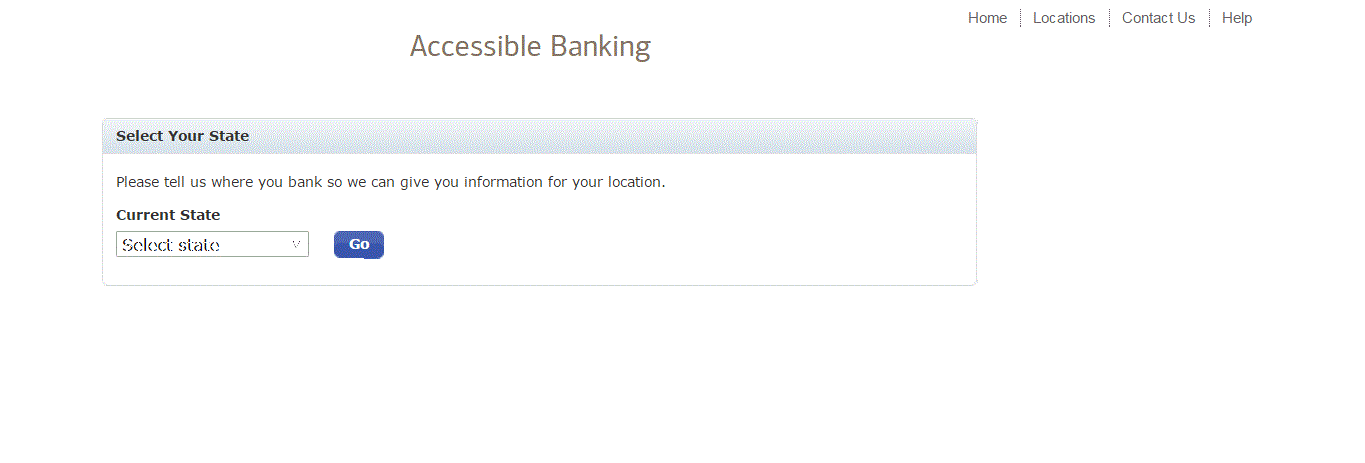 Home
Locations
Contact Us
Help
Accessible Banking
Select Your State
Please tell us where you bank so we can give you information for your location.
Current State
Select state
Go